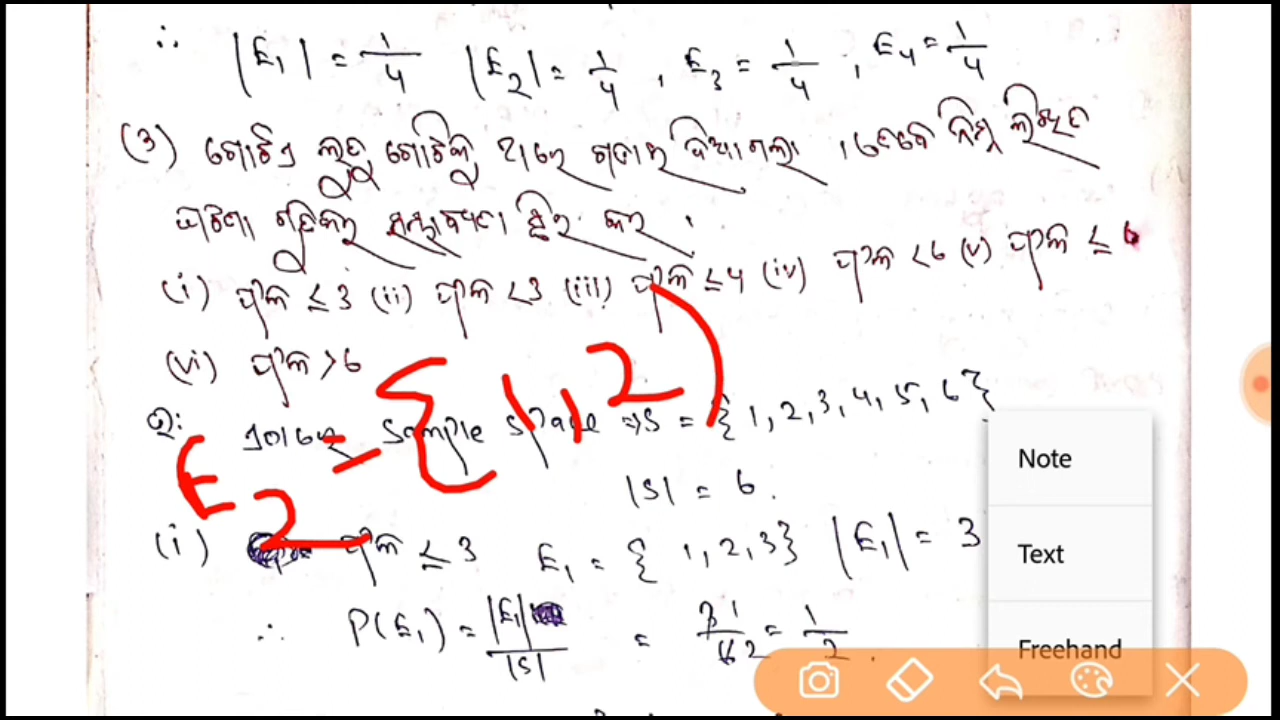 ∴ |E₁| = 1/4 |E₂| = 1/4 , E₃ = 1/4 , E₄ = 1/4
(୩) ଗୋଟିଏ ଲୁଡୁ ଗୋଟିକୁ ଥରେ ଗଡାଇ ଦିଆଗଲା । ତେବେ ନିମ୍ନ ଲିଖିତ
ଘଟଣା ଗୁଡିକର ସମ୍ଭାବ୍ୟତା ସ୍ଥିର କର ।
(i) ଫଳ ≤ 3 (ii) ଫଳ < 3 (iii) ଫଳ ≤ 4 (iv) ଫଳ < 6 (v) ଫଳ ≤ 6
(vi) ଫଳ > 6
ଉ: ଏଠାରେ Sample space ⇒ S = { 1, 2, 3, 4, 5, 6 }
E2 = { 1, 2 )
|S| = 6 .
(i) ଫଳ ≤ 3 E₁ = { 1, 2, 3 } |E₁| = 3
∴ P(E₁) = |E₁|/|S| = 3/6 = 1/2 .
Note
Text
Freehand